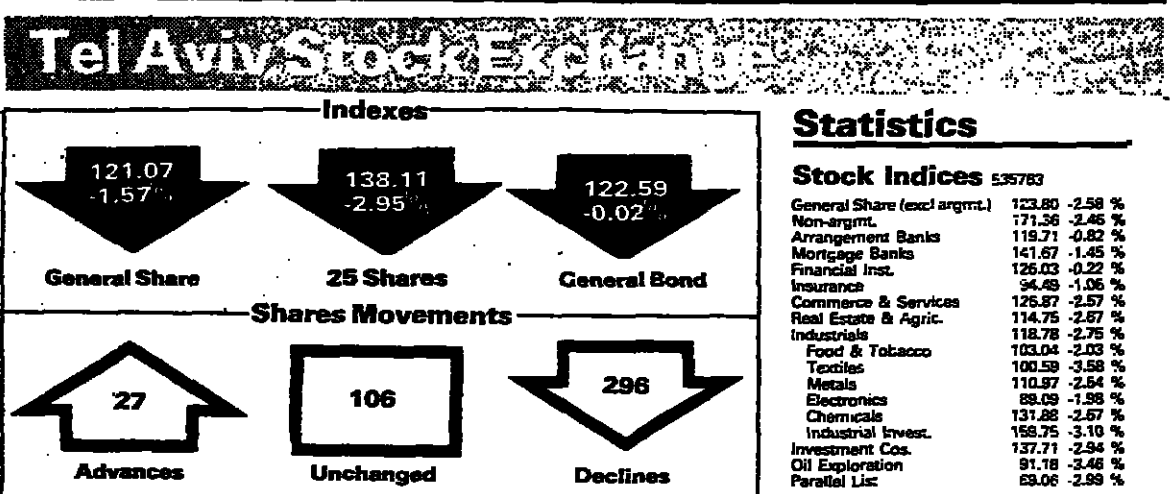 Tel Aviv Stock Exchange
Indexes
121.07
-1.57%
General Share
138.11
-2.95%
25 Shares
122.59
-0.02%
General Bond
Shares Movements
27
Advances
106
Unchanged
296
Declines
Statistics
Stock Indices 535783
General Share (excl argmt.) 123.80 -2.58 %
Non-argmt. 171.36 -2.46 %
Arrangement Banks 119.71 -0.82 %
Mortgage Banks 141.67 -1.45 %
Financial Inst. 126.03 -0.22 %
Insurance 94.49 -1.06 %
Commerce & Services 125.87 -2.57 %
Real Estate & Agric. 114.75 -2.67 %
Industrials 118.78 -2.75 %
Food & Tobacco 103.04 -2.03 %
Textiles 100.59 -3.58 %
Metals 110.97 -2.54 %
Electronics 89.09 -1.98 %
Chemicals 131.88 -2.67 %
Industrial Invest. 158.75 -3.10 %
Investment Cos. 137.71 -2.94 %
Oil Exploration 91.18 -3.46 %
Parallel List -2.99 %